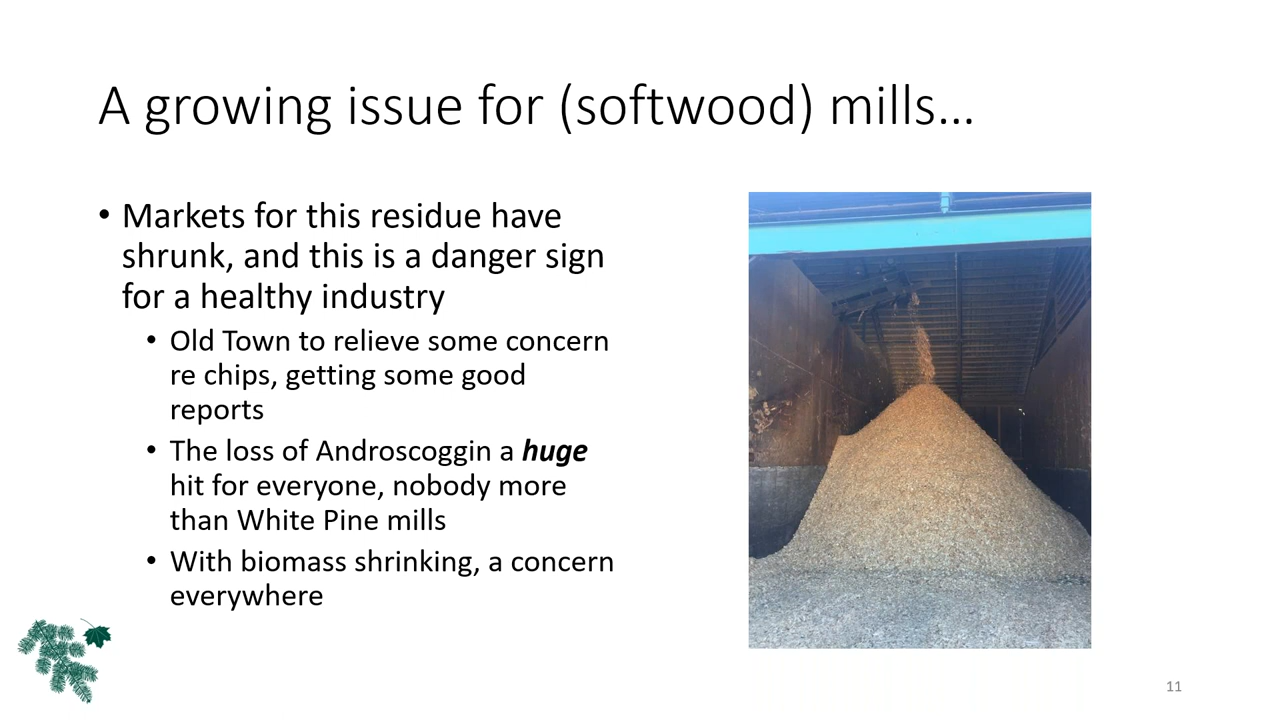 A growing issue for (softwood) mills…
• Markets for this residue have
shrunk, and this is a danger sign
for a healthy industry
• Old Town to relieve some concern
re chips, getting some good
reports
• The loss of Androscoggin a huge
hit for everyone, nobody more
than White Pine mills
• With biomass shrinking, a concern
everywhere
11